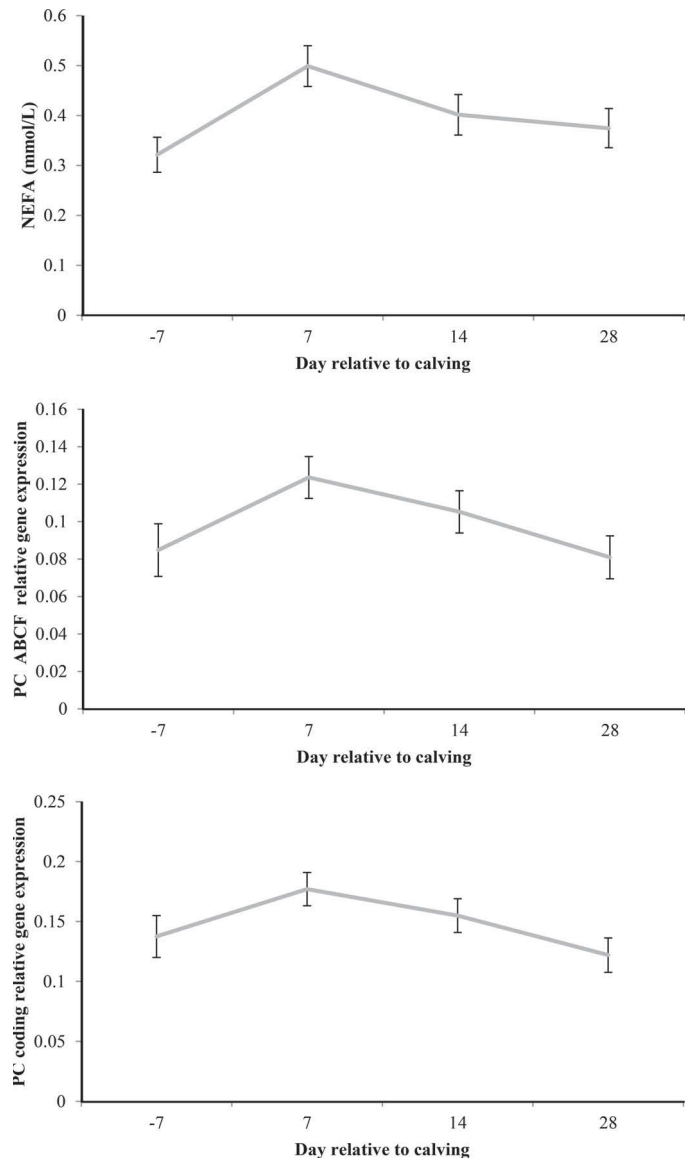 0.6
0.5
0.4
0.3
0.2
0.1
0
NEFA (mmol/L)
-7 7 14 28
Day relative to calving
0.16
0.14
0.12
0.1
0.08
0.06
0.04
0.02
0
PC ABCF relative gene expression
-7 7 14 28
Day relative to calving
0.25
0.2
0.15
0.1
0.05
0
PC coding relative gene expression
-7 7 14 28
Day relative to calving